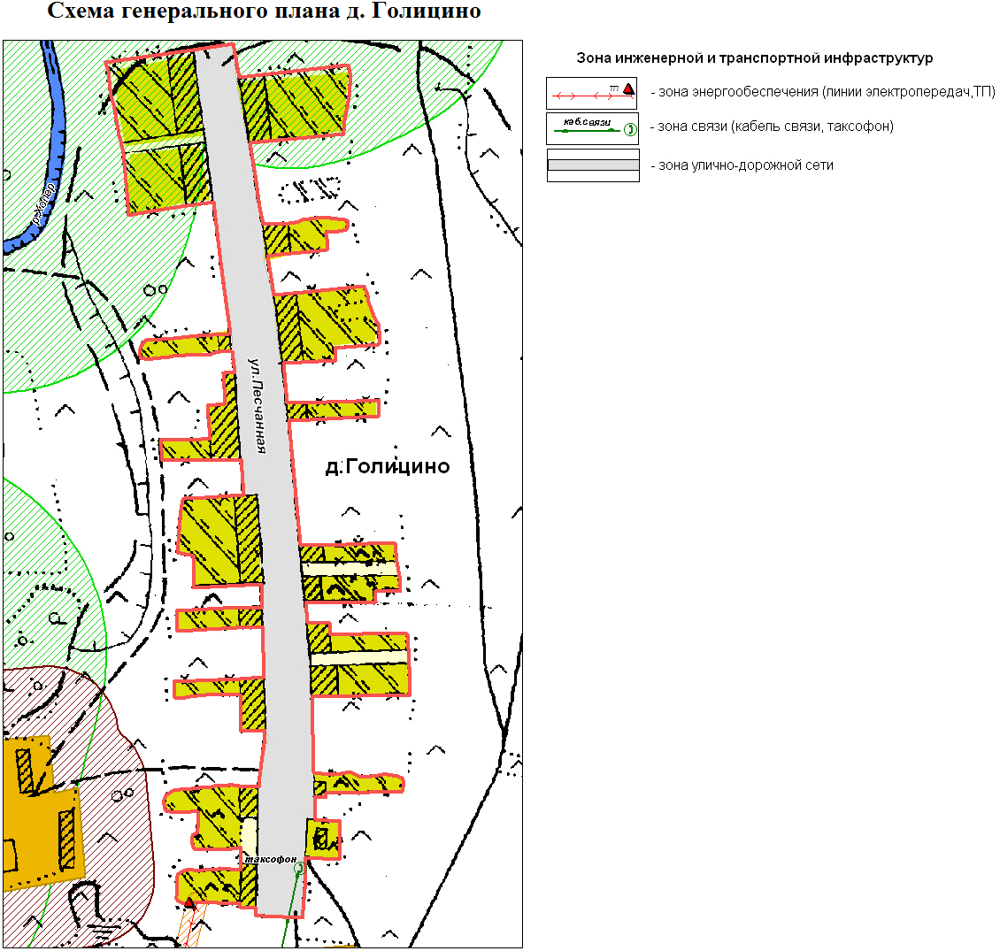 Схема генерального плана д. Голицино
Зона инженерной и транспортной инфраструктур
ТП
- зона энергообеспечения (линии электропередач,ТП)
каб.связи
- зона связи (кабель связи, таксофон)
- зона улично-дорожной сети
р.Хопёр
ул.Песчанная
д.Голицино
таксофон